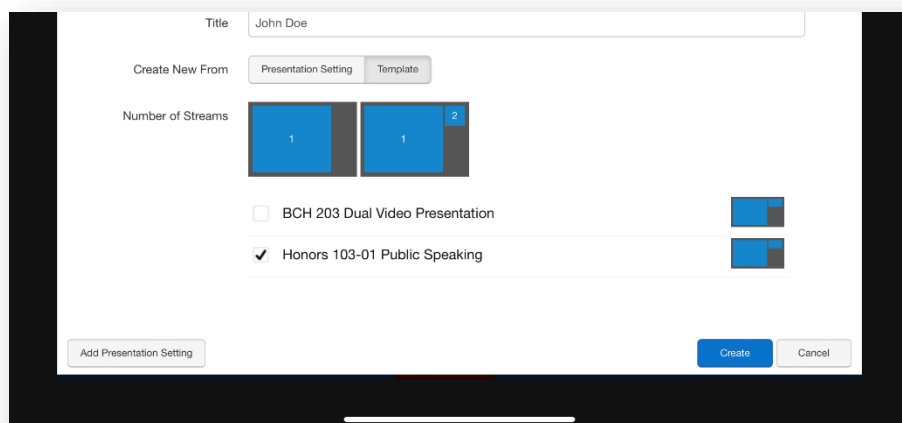 Title John Doe
Create New From Presentation Setting Template
Number of Streams
1 1 2
BCH 203 Dual Video Presentation
Honors 103-01 Public Speaking
Add Presentation Setting Create Cancel